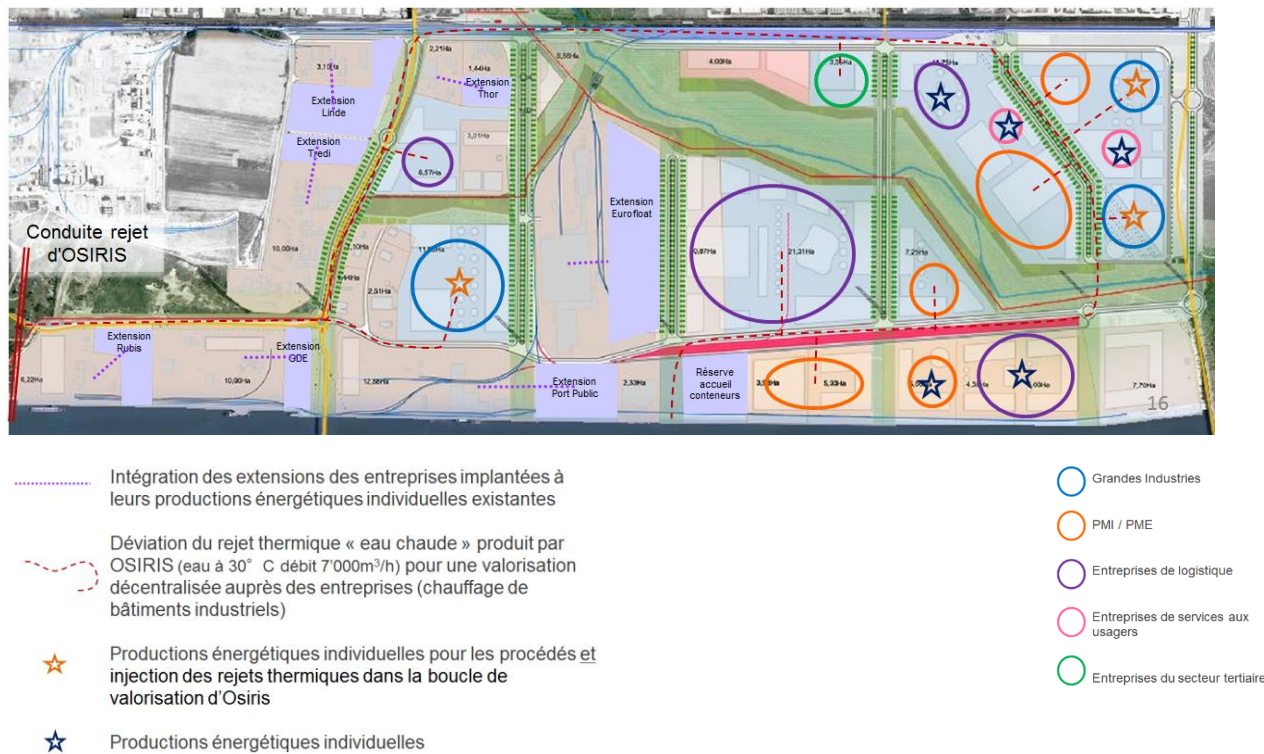 3,10Ha
2,21Ha
1,44Ha
Extension
Thor
Extension
Linde
Extension
Tredi
3,01Ha
6,57Ha
4,00Ha
Extension
Eurofloat
Conduite rejet
d'OSIRIS
10,00Ha
2,51Ha
21,31Ha
7,25Ha
Extension
Rubis
Extension
GDE
6,22Ha
10,00Ha
12,88Ha
Extension
Port Public
2,33Ha
Réserve
accueil
conteneurs
5,30Ha
7,70Ha
16
Intégration des extensions des entreprises implantées à
leurs productions énergétiques individuelles existantes
Déviation du rejet thermique « eau chaude » produit par
OSIRIS (eau à 30° C débit 7'000m³/h) pour une valorisation
décentralisée auprès des entreprises (chauffage de
bâtiments industriels)
Productions énergétiques individuelles pour les procédés et
injection des rejets thermiques dans la boucle de
valorisation d'Osiris
Productions énergétiques individuelles
Grandes Industries
PMI / PME
Entreprises de logistique
Entreprises de services aux
usagers
Entreprises du secteur tertiaire